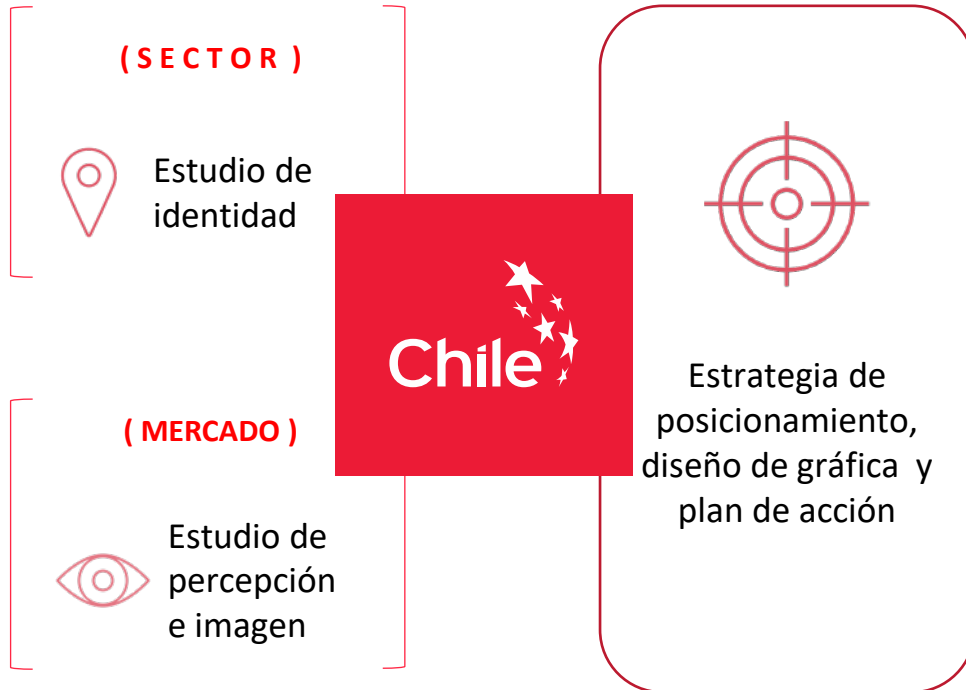 ( S E C T O R )
Estudio de
identidad
( MERCADO )
Estudio de
percepción
e imagen
Chile
Estrategia de
posicionamiento,
diseño de gráfica y
plan de acción